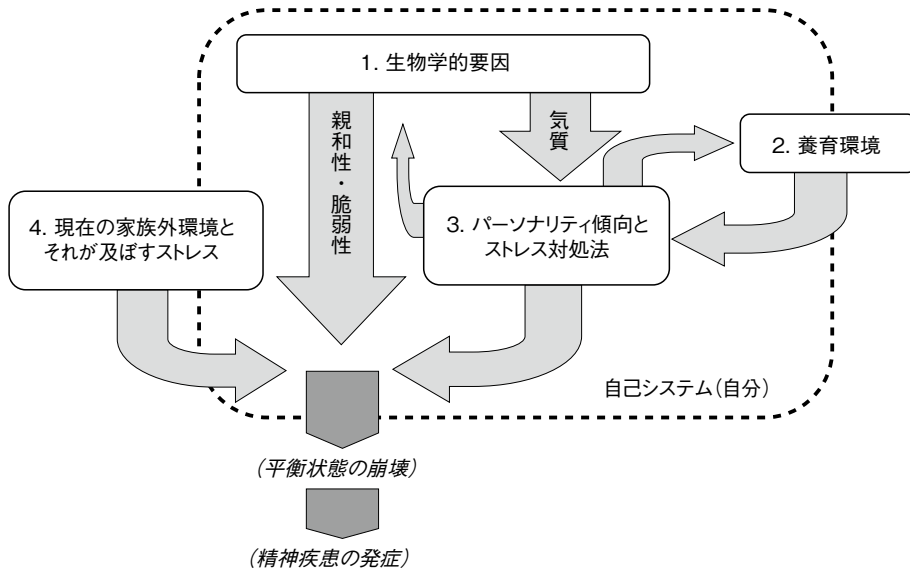 1. 生物学的要因
親和性・脆弱性
気質
2. 養育環境
4. 現在の家族外環境と
それが及ぼすストレス
3. パーソナリティ傾向と
ストレス対処法
自己システム（自分）
（平衡状態の崩壊）
（精神疾患の発症）